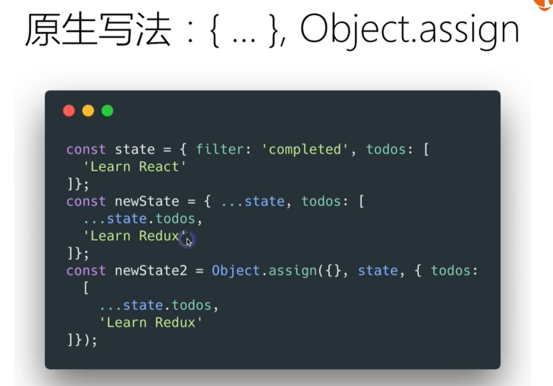 原生写法：{ ... }, Object.assign
const state = { filter: 'completed', todos: [
'Learn React'
]};
const newState = { ...state, todos: [
...state.todos,
'Learn Redux'
]};
const newState2 = Object.assign({}, state, { todos:
[
...state.todos,
'Learn Redux'
]});